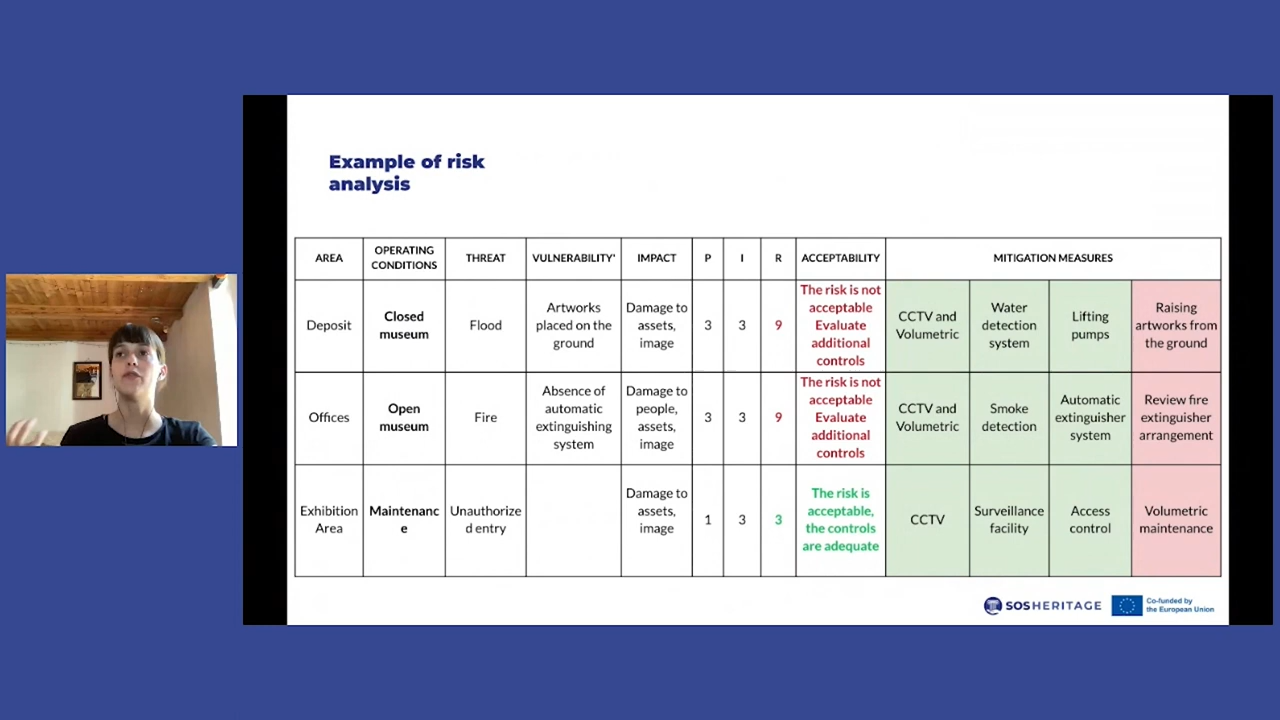 Example of risk
analysis
AREA
OPERATING
CONDITIONS
THREAT
VULNERABILITY'
IMPACT
P
I
R
ACCEPTABILITY
MITIGATION MEASURES
Deposit
Closed
museum
Flood
Artworks
placed on the
ground
Damage to
assets,
image
3
3
9
The risk is not
acceptable
Evaluate
additional
controls
CCTV and
Volumetric
Water
detection
system
Lifting
pumps
Raising
artworks from
the ground
Offices
Open
museum
Fire
Absence of
automatic
extinguishing
system
Damage to
people,
assets,
image
3
3
9
The risk is not
acceptable
Evaluate
additional
controls
CCTV and
Volumetric
Smoke
detection
Automatic
extinguisher
system
Review fire
extinguisher
arrangement
Exhibition
Area
Maintenanc
e
Unauthorize
d entry
Damage to
assets,
image
1
3
3
The risk is
acceptable,
the controls
are adequate
CCTV
Surveillance
facility
Access
control
Volumetric
maintenance
SOSHERITAGE
Co-funded by
the European Union